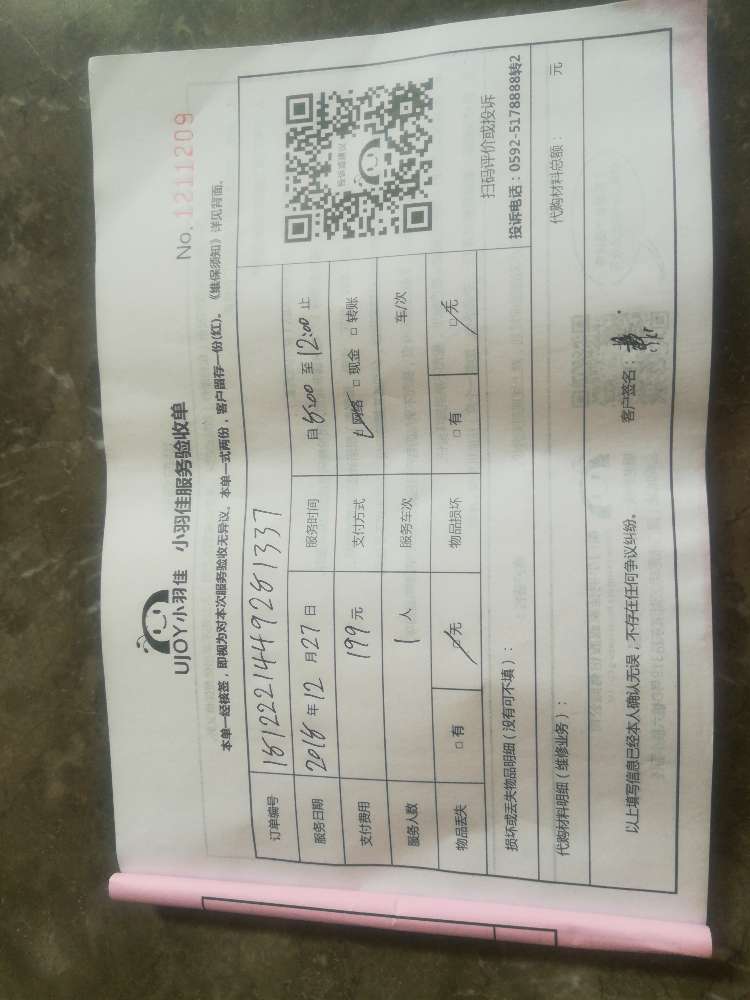 UJOY小羽佳 小羽佳服务验收单
No. 1211209
本单一经核签，即视为对本次服务验收无异议。本单一式两份，客户留存一份(红)。《维保须知》详见背面。
订单编号 1812221449281337
服务日期 2018 年 12 月 27 日 服务时间 自 8:00 至 12:00 止
支付费用 199 元 支付方式 网络 □ 现金 □ 转账
服务人数 1 人 服务车次 车/次
物品丢失 □ 有 □ 无 物品损坏 □ 有 □ 无
扫码评价或投诉
投诉电话：0592-5178888转2
损坏或丢失物品明细（没有可不填）：
代购材料明细（维修业务）： 代购材料总额： 元
以上填写信息已经本人确认无误，不存在任何争议纠纷。 客户签名：